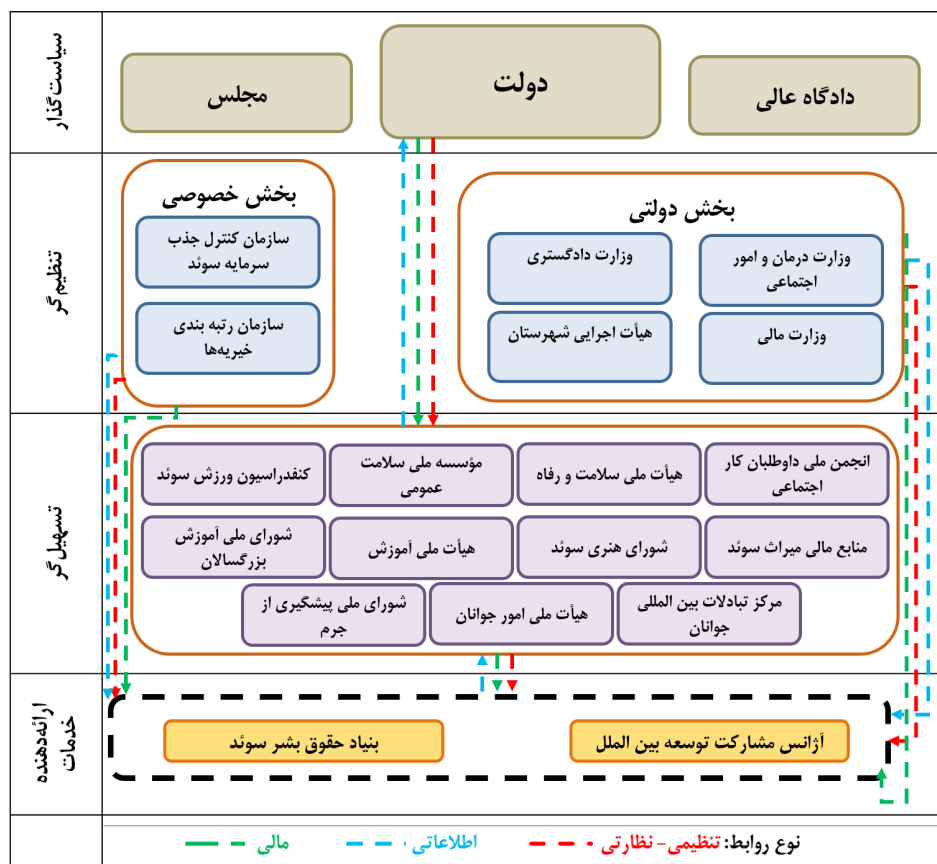 سیاست‌گذار
دادگاه عالی
دولت
مجلس
تنظیم‌گر
بخش دولتی
وزارت درمان و امور
اجتماعی
وزارت دادگستری
وزارت مالی
هیأت اجرایی شهرستان
بخش خصوصی
سازمان کنترل جذب
سرمایه سوئد
سازمان رتبه بندی
خیریه‌ها
تسهیل‌گر
انجمن ملی داوطلبان کار
اجتماعی
هیأت ملی سلامت و رفاه
مؤسسه ملی سلامت
عمومی
کنفدراسیون ورزش سوئد
منابع مالی میراث سوئد
شورای هنری سوئد
هیأت ملی آموزش
شورای ملی آموزش
بزرگسالان
مرکز تبادلات بین المللی
جوانان
هیأت ملی امور جوانان
شورای ملی پیشگیری از
جرم
ارائه‌دهنده
خدمات
آژانس مشارکت توسعه بین الملل
بنیاد حقوق بشر سوئد
نوع روابط: تنظیمی- نظارتی
اطلاعاتی
مالی